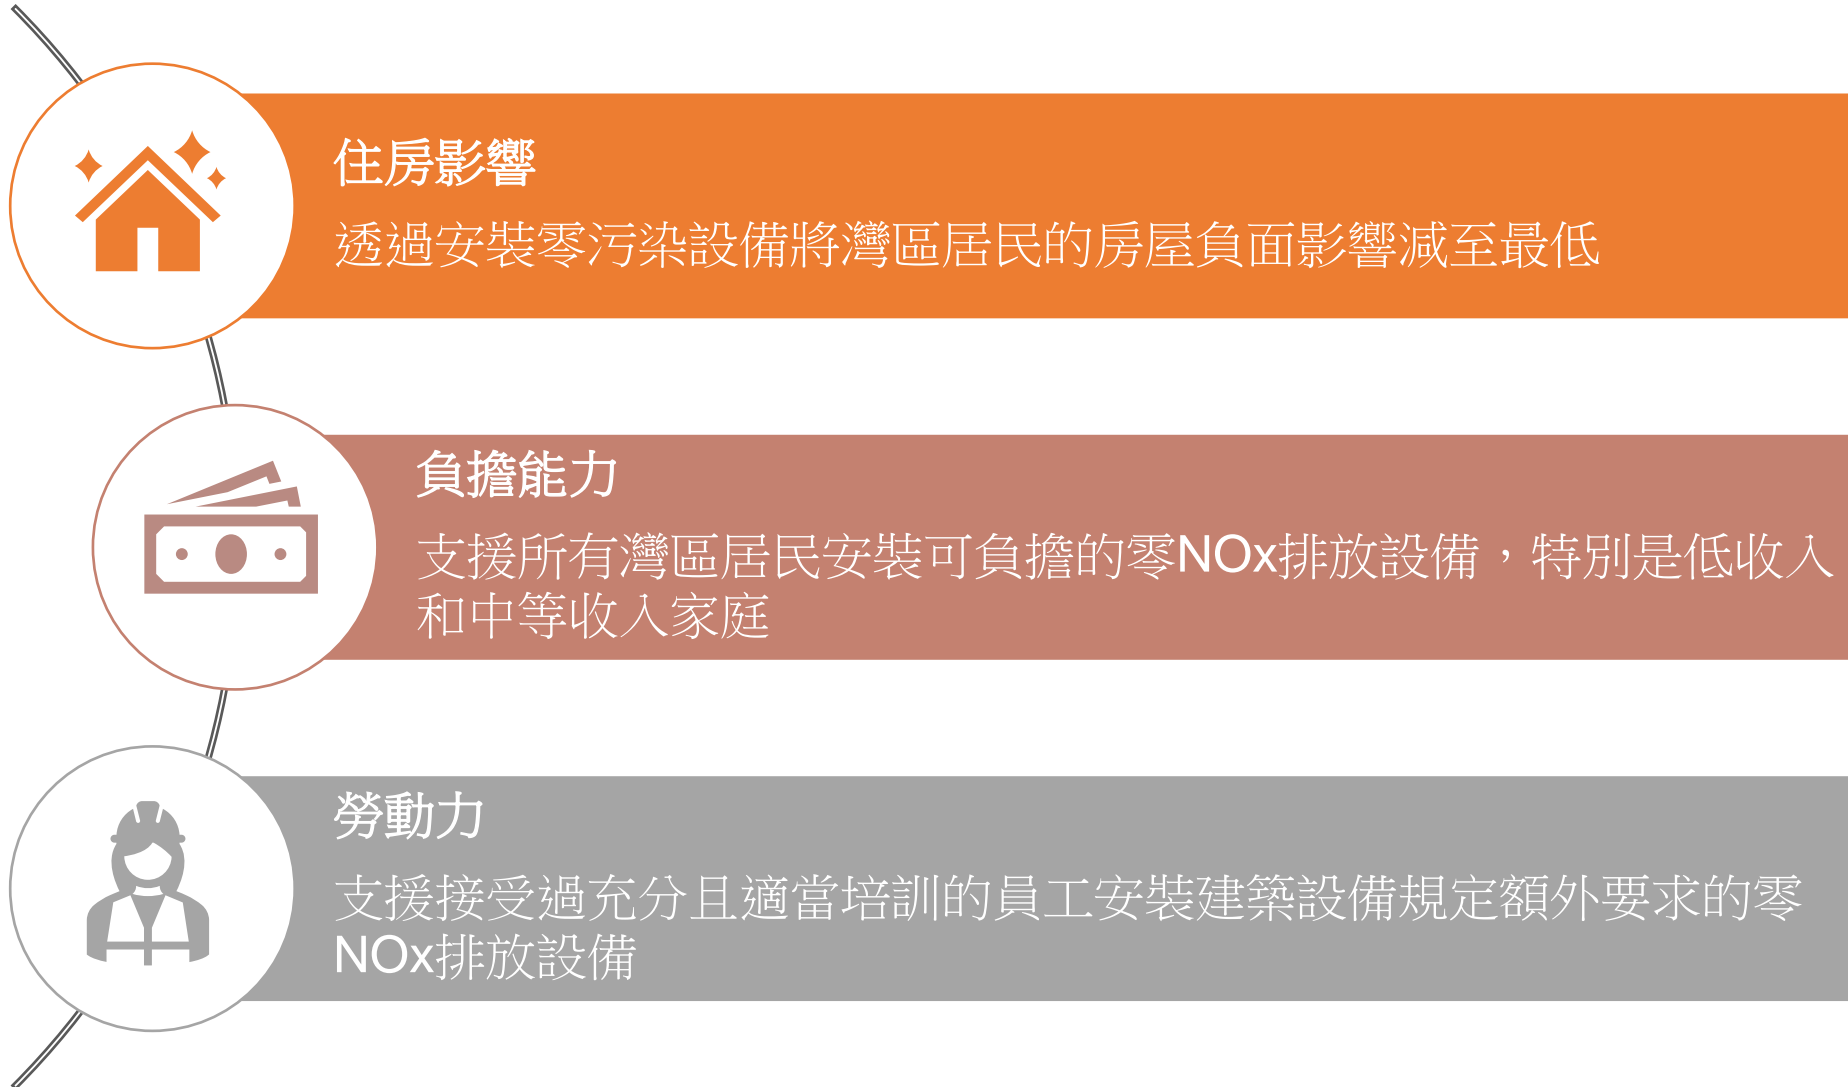 住房影響
透過安裝零污染設備將灣區居民的房屋負面影響減至最低
負擔能力
支援所有灣區居民安裝可負擔的零NOx排放設備，特別是低收入
和中等收入家庭
勞動力
支援接受過充分且適當培訓的員工安裝建築設備規定額外要求的零
NOx排放設備